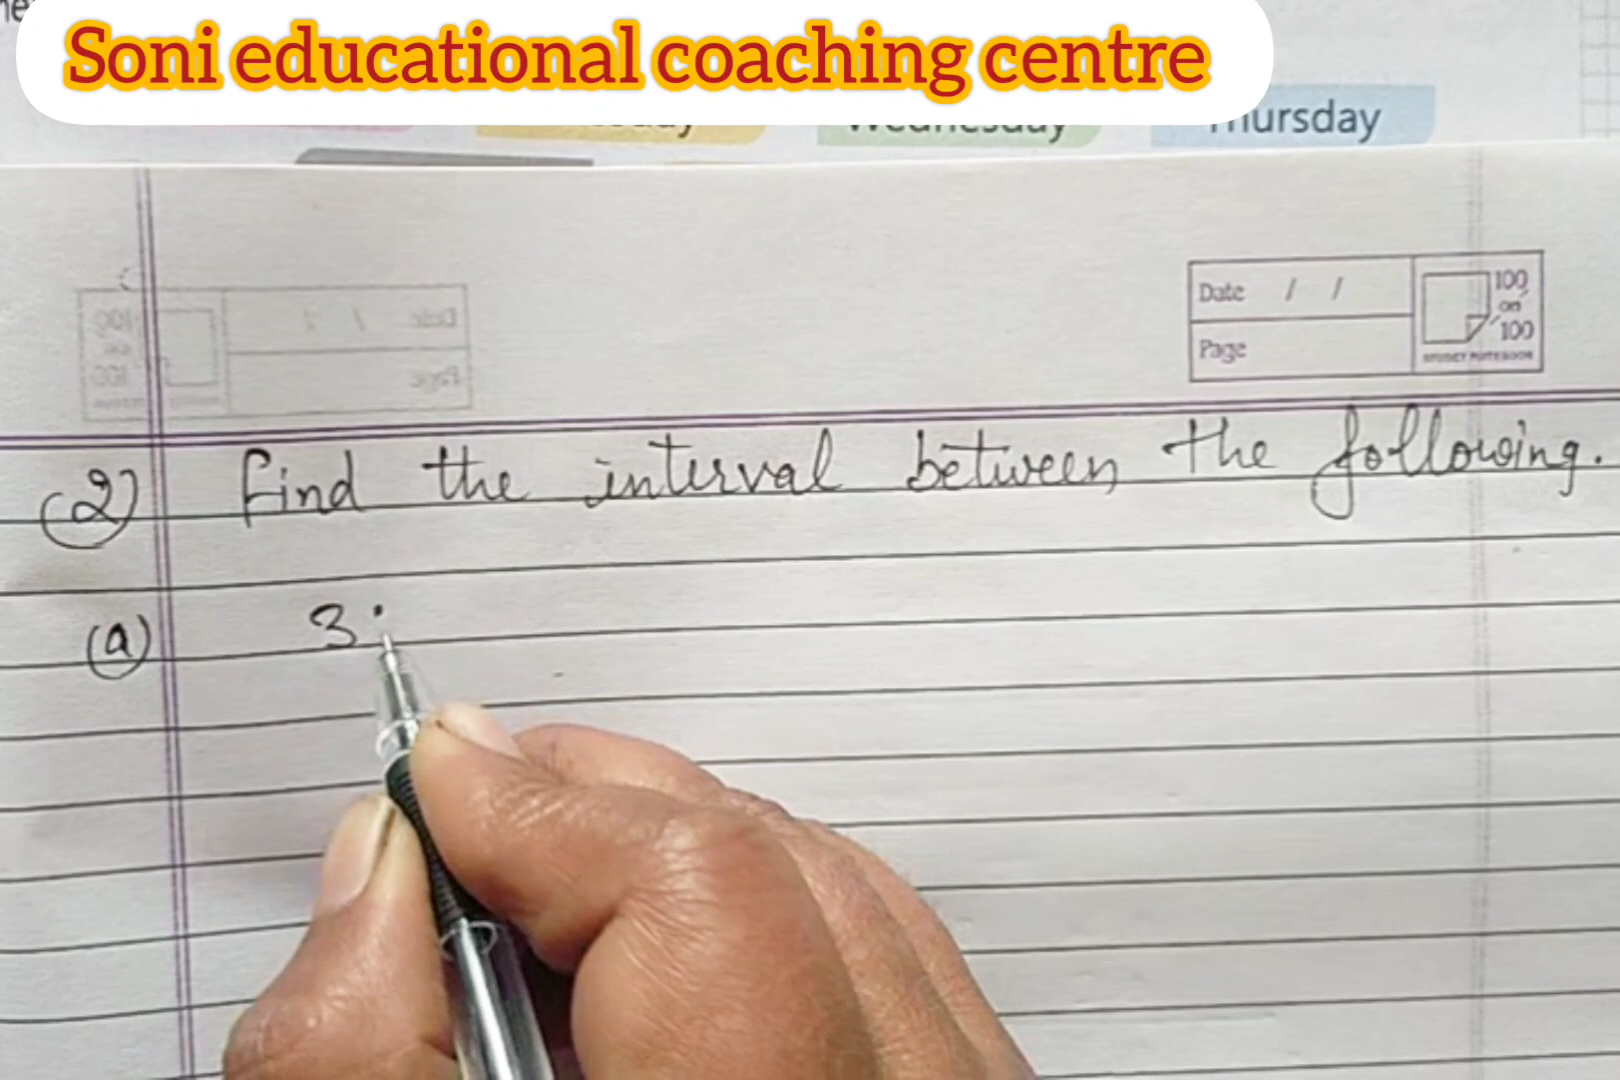 Soni educational coaching centre
Thursday
Date / /
Page
100
on
100
(2) Find the interval between the following.
(a) 3: